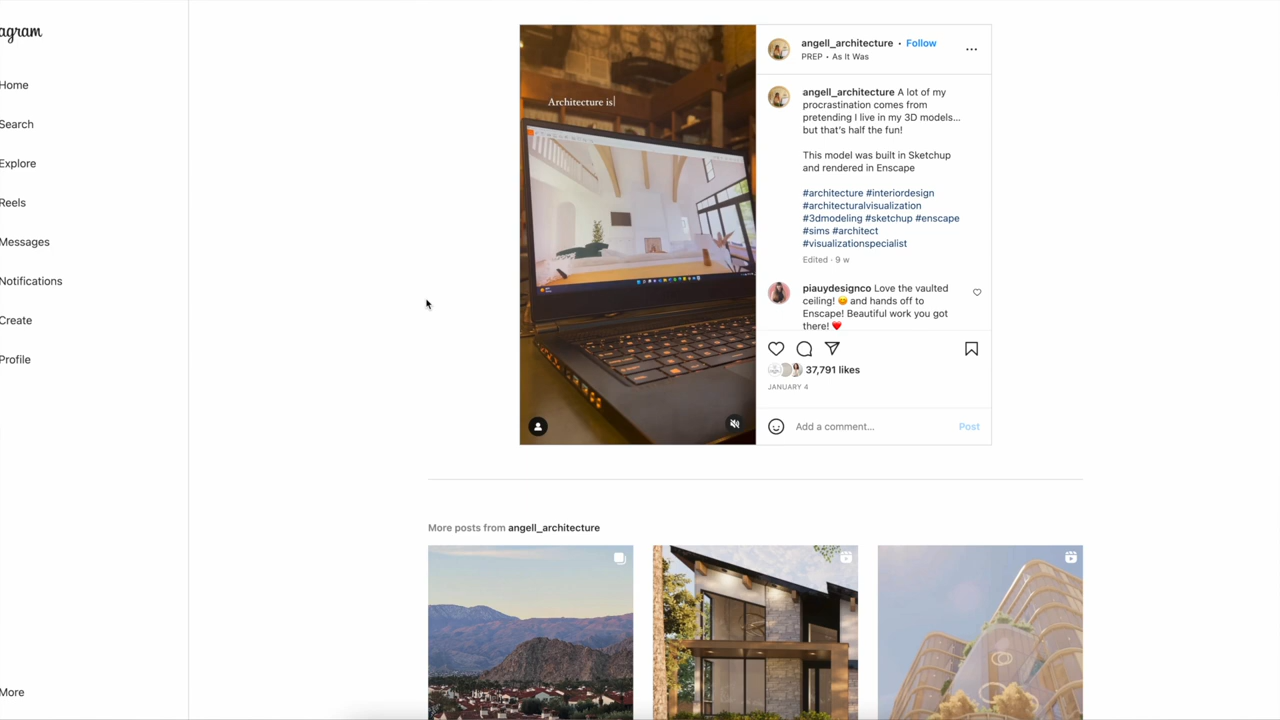 agram
Home
Search
Explore
Reels
Messages
Notifications
Create
Profile
More
Architecture is
angell_architecture • Follow
PREP • As It Was
angell_architecture A lot of my
procrastination comes from
pretending I live in my 3D models...
but that's half the fun!
This model was built in Sketchup
and rendered in Enscape
#architecture #interiordesign
#architecturalvisualization
#3dmodeling #sketchup #enscape
#sims #architect
#visualizationspecialist
Edited · 9 w
piauydesignco Love the vaulted
ceiling! 😊 and hands off to
Enscape! Beautiful work you got
there! ❤️
37,791 likes
JANUARY 4
Add a comment...
Post
More posts from angell_architecture